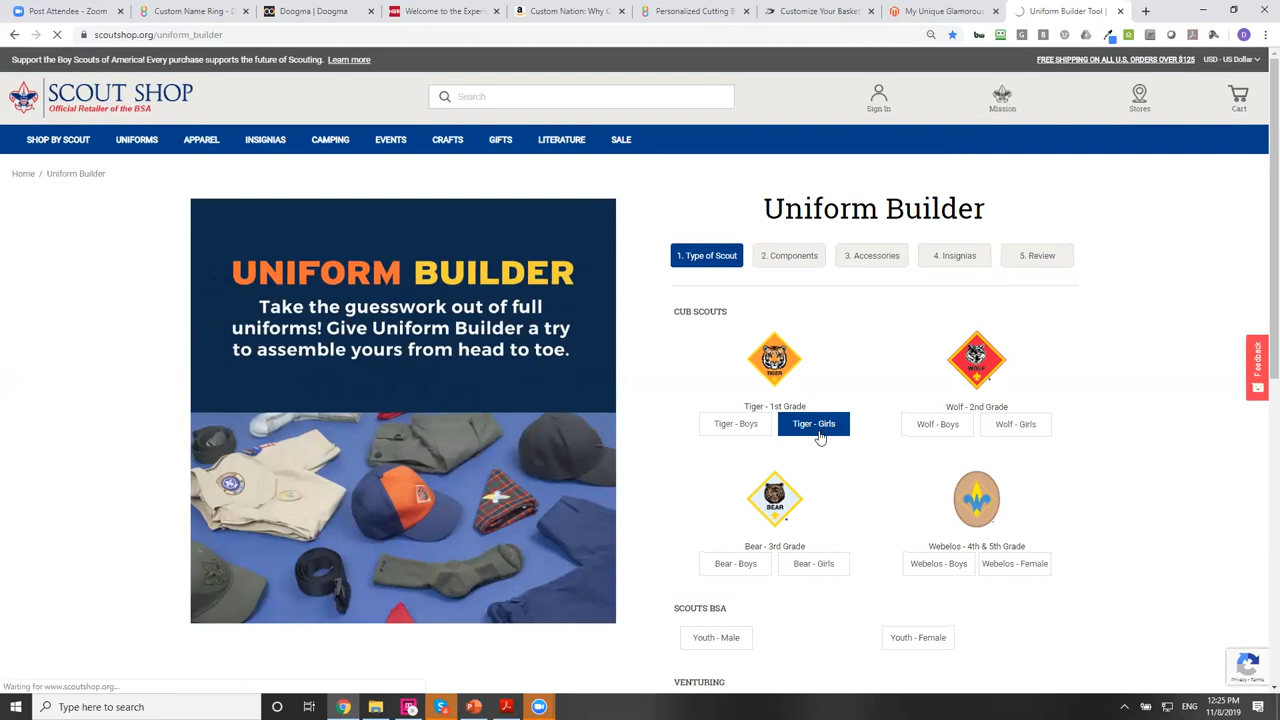 Post Attendee - Zoom
Custom Name Ring - D
Doogma | Doogma
Welcome to the Experie
Custom Nation: Why C
Personalized Cutting B
Customize Your Basket
My Unique Glamorous
Uniform Builder Tool |
scoutshop.org/uniform_builder
Support the Boy Scouts of America! Every purchase supports the future of Scouting. Learn more
FREE SHIPPING ON ALL U.S. ORDERS OVER $125
USD - US Dollar
SCOUT SHOP
Official Retailer of the BSA
Search
Sign In
Mission
Stores
Cart
SHOP BY SCOUT
UNIFORMS
APPAREL
INSIGNIAS
CAMPING
EVENTS
CRAFTS
GIFTS
LITERATURE
SALE
Home / Uniform Builder
UNIFORM BUILDER
Take the guesswork out of full
uniforms! Give Uniform Builder a try
to assemble yours from head to toe.
Uniform Builder
1. Type of Scout
2. Components
3. Accessories
4. Insignias
5. Review
CUB SCOUTS
TIGER
WOLF
Tiger - 1st Grade
Wolf - 2nd Grade
Tiger - Boys
Tiger - Girls
Wolf - Boys
Wolf - Girls
BEAR
Bear - 3rd Grade
Webelos - 4th & 5th Grade
Bear - Boys
Bear - Girls
Webelos - Boys
Webelos - Female
SCOUTS BSA
Youth - Male
Youth - Female
VENTURING
Feedback
Privacy - Terms
Waiting for www.scoutshop.org...
Type here to search
ENG
12:25 PM
11/8/2019